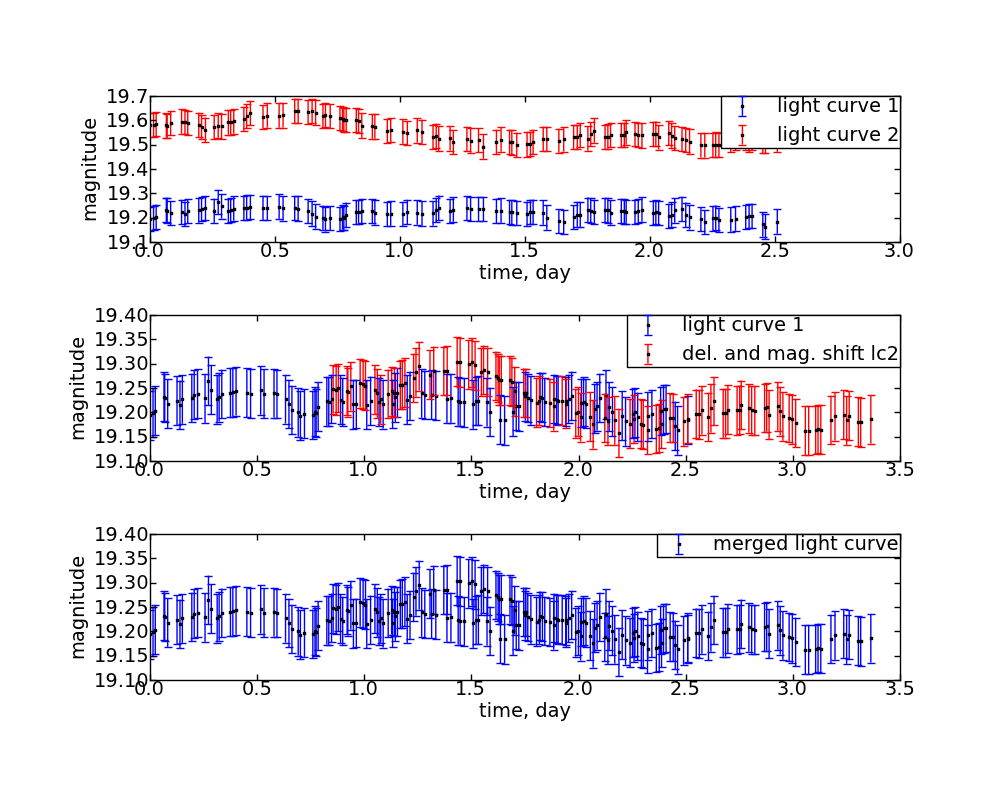 19.7
19.6
19.5
19.4
19.3
19.2
19.1
magnitude
light curve 1
light curve 2
0.0 0.5 1.0 1.5 2.0 2.5 3.0
time, day
19.40
19.35
19.30
19.25
19.20
19.15
19.10
magnitude
light curve 1
del. and mag. shift lc2
0.0 0.5 1.0 1.5 2.0 2.5 3.0 3.5
time, day
19.40
19.35
19.30
19.25
19.20
19.15
19.10
magnitude
merged light curve
0.0 0.5 1.0 1.5 2.0 2.5 3.0 3.5
time, day